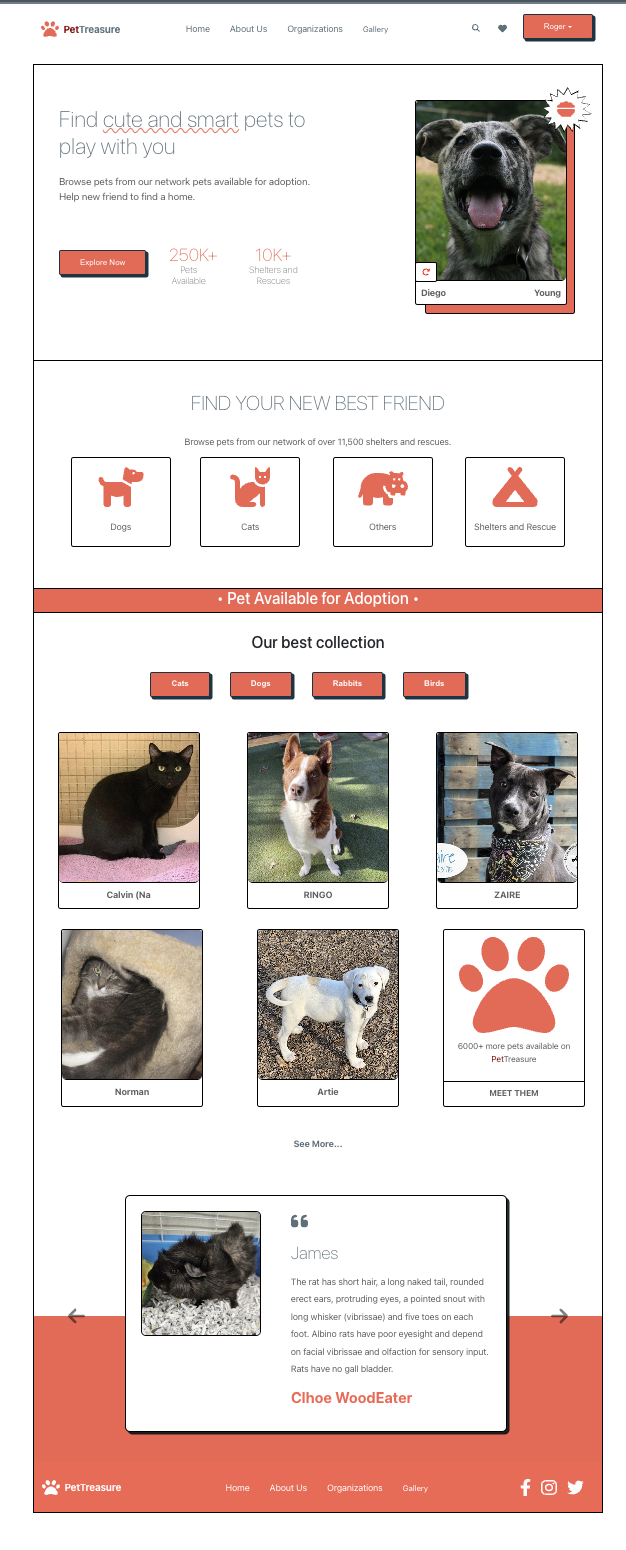 PetTreasure Home About Us Organizations Gallery Roger
Find cute and smart pets to
play with you
Browse pets from our network pets available for adoption.
Help new friend to find a home.
Explore Now
250K+
Pets
Available
10K+
Shelters and
Rescues
Diego Young
FIND YOUR NEW BEST FRIEND
Browse pets from our network of over 11,500 shelters and rescues.
Dogs Cats Others Shelters and Rescue
• Pet Available for Adoption •
Our best collection
Cats Dogs Rabbits Birds
Calvin (Na RINGO ZAIRE
6000+ more pets available on
PetTreasure
Norman Artie MEET THEM
See More...
James
The rat has short hair, a long naked tail, rounded
erect ears, protruding eyes, a pointed snout with
long whisker (vibrissae) and five toes on each
foot. Albino rats have poor eyesight and depend
on facial vibrissae and olfaction for sensory input.
Rats have no gall bladder.
Clhoe WoodEater
PetTreasure Home About Us Organizations Gallery